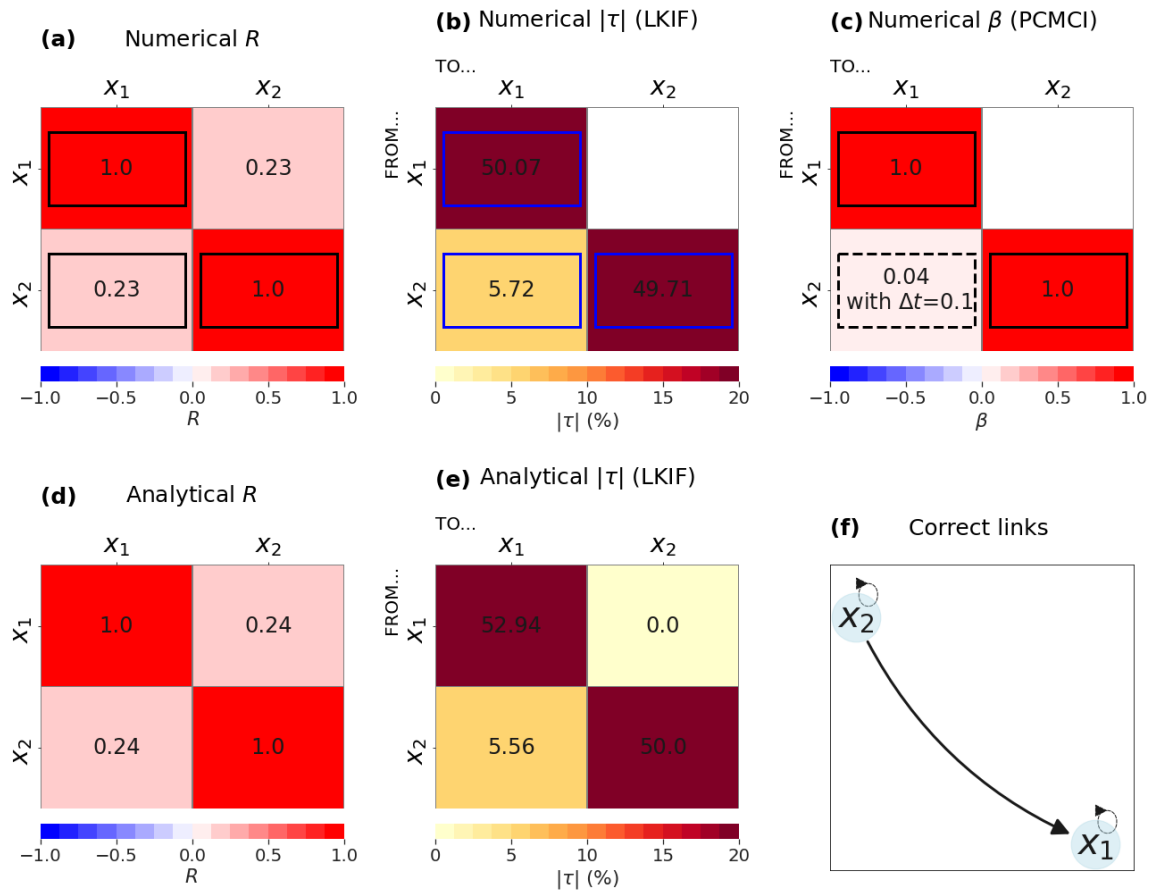 (a) Numerical R
x₁ x₂
x₁ 1.0 0.23
x₂ 0.23 1.0
−1.0 −0.5 0.0 0.5 1.0
R
(b) Numerical |τ| (LKIF)
TO...
x₁ x₂
FROM...
x₁ 50.07
x₂ 5.72 49.71
0 5 10 15 20
|τ| (%)
(c) Numerical β (PCMCI)
TO...
x₁ x₂
FROM...
x₁ 1.0
x₂ 0.04 1.0
with Δt=0.1
−1.0 −0.5 0.0 0.5 1.0
β
(d) Analytical R
x₁ x₂
x₁ 1.0 0.24
x₂ 0.24 1.0
−1.0 −0.5 0.0 0.5 1.0
R
(e) Analytical |τ| (LKIF)
TO...
x₁ x₂
FROM...
x₁ 52.94 0.0
x₂ 5.56 50.0
0 5 10 15 20
|τ| (%)
(f) Correct links
x₂
x₁